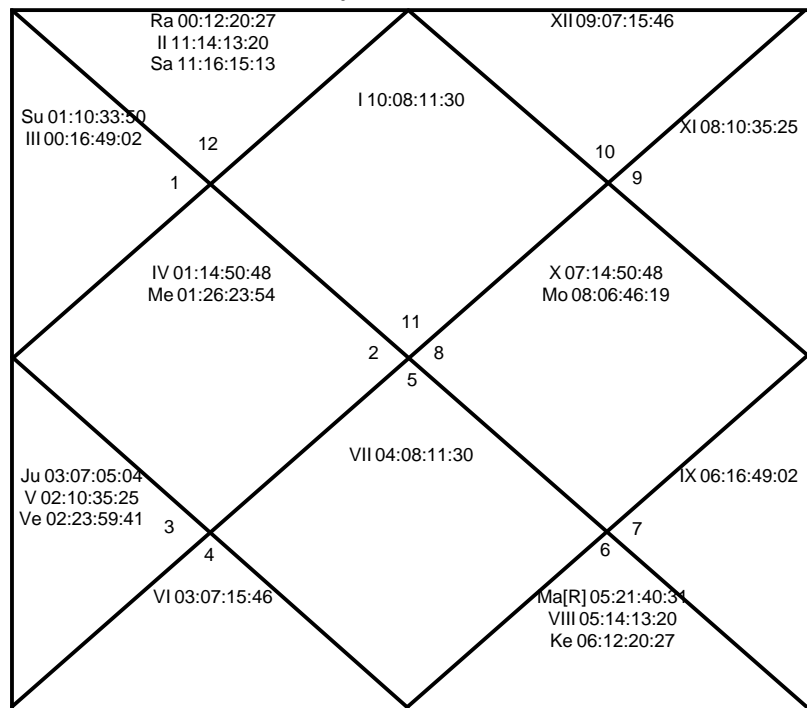 Ra 00:12:20:27
II 11:14:13:20
Sa 11:16:15:13
XII 09:07:15:46
I 10:08:11:30
Su 01:10:33:50
III 00:16:49:02
XI 08:10:35:25
12
10
1
9
IV 01:14:50:48
Me 01:26:23:54
X 07:14:50:48
Mo 08:06:46:19
11
2
8
5
VII 04:08:11:30
Ju 03:07:05:04
V 02:10:35:25
Ve 02:23:59:41
IX 06:16:49:02
3
7
4
6
VI 03:07:15:46
Ma[R] 05:21:40:31
VIII 05:14:13:20
Ke 06:12:20:27